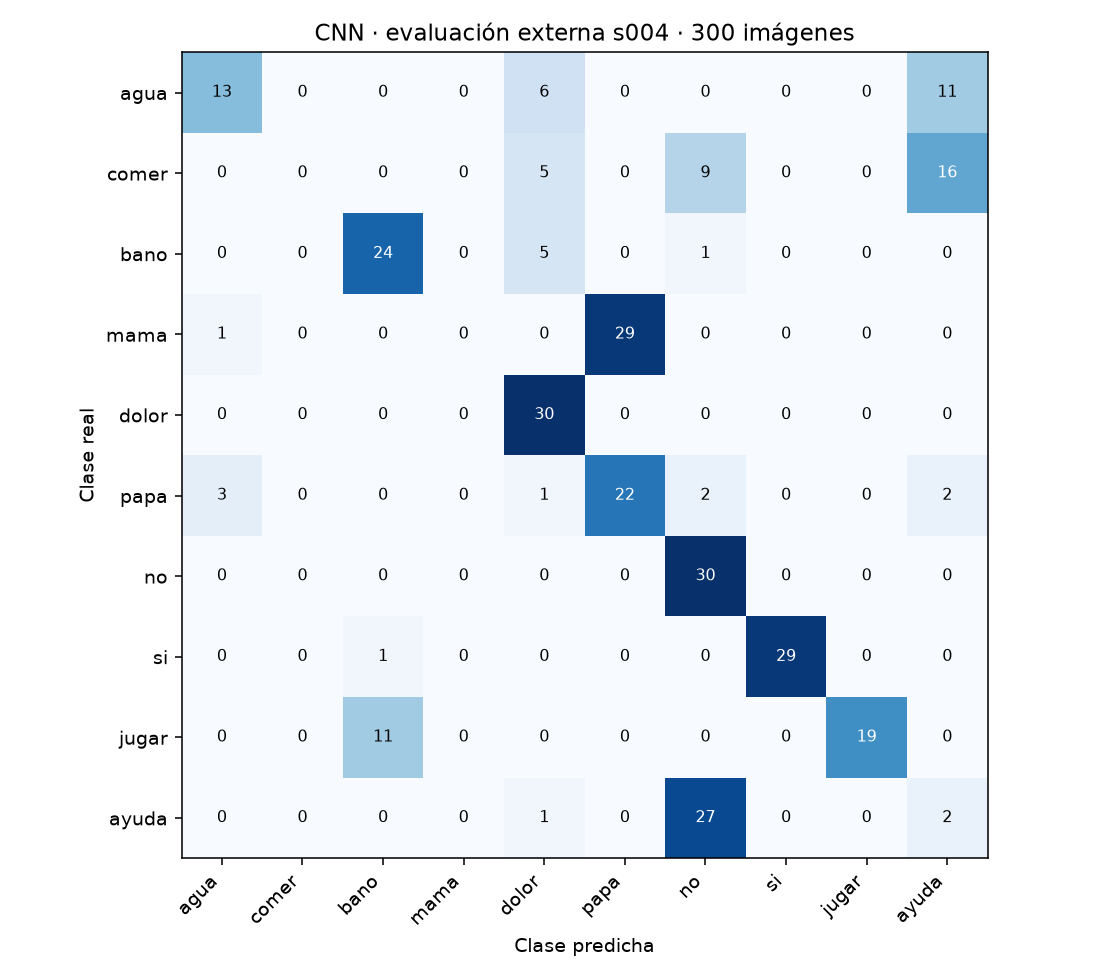 CNN · evaluación externa s004 · 300 imágenes
agua 13 0 0 0 6 0 0 0 0 11
comer 0 0 0 0 5 0 9 0 0 16
bano 0 0 24 0 5 0 1 0 0 0
mama 1 0 0 0 0 29 0 0 0 0
dolor 0 0 0 0 30 0 0 0 0 0
papa 3 0 0 0 1 22 2 0 0 2
no 0 0 0 0 0 0 30 0 0 0
si 0 0 1 0 0 0 0 29 0 0
jugar 0 0 11 0 0 0 0 0 19 0
ayuda 0 0 0 0 1 0 27 0 0 2
Clase real
agua comer bano mama dolor papa no si jugar ayuda
Clase predicha